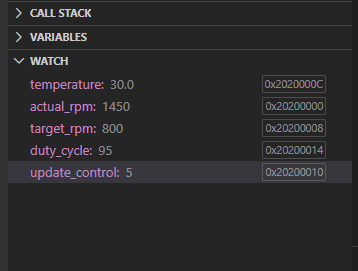 CALL STACK
VARIABLES
WATCH
temperature: 30.0 0x2020000C
actual_rpm: 1450 0x20200000
target_rpm: 800 0x20200008
duty_cycle: 95 0x20200014
update_control: 5 0x20200010